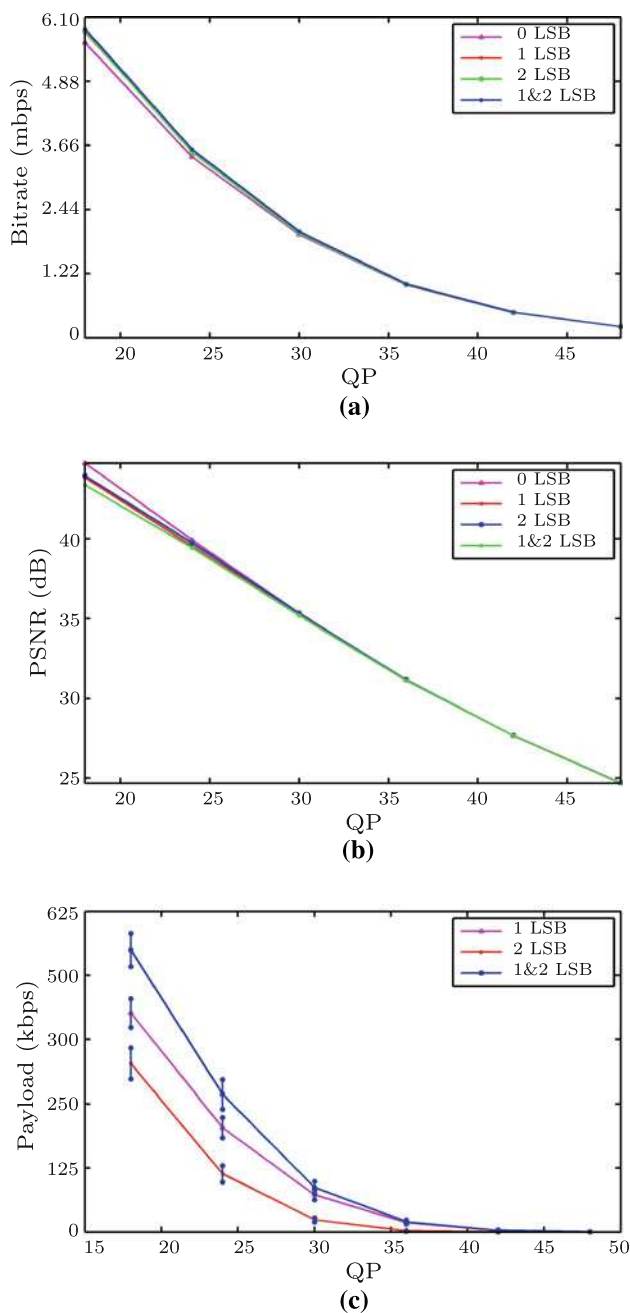 6.10
4.88
3.66
2.44
1.22
0
Bitrate (mbps)
0 LSB
1 LSB
2 LSB
1&2 LSB
20 25 30 35 40 45
QP
(a)
40
35
30
25
PSNR (dB)
0 LSB
1 LSB
2 LSB
1&2 LSB
20 25 30 35 40 45
QP
(b)
625
500
300
250
125
0
Payload (kbps)
1 LSB
2 LSB
1&2 LSB
15 20 25 30 35 40 45 50
QP
(c)